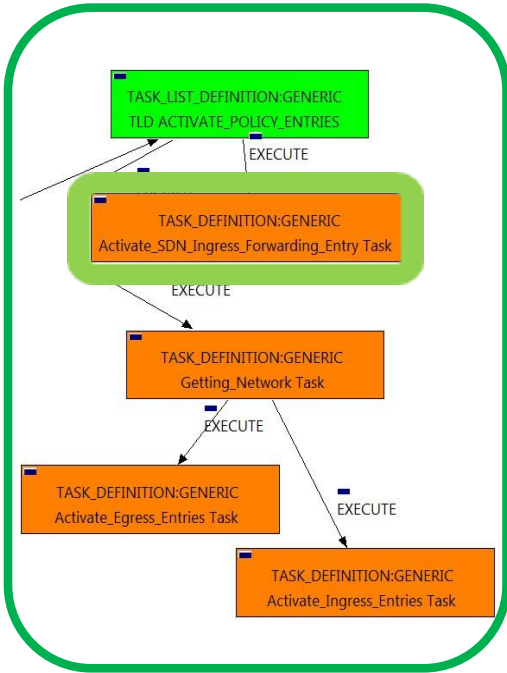 TASK_LIST_DEFINITION:GENERIC
TLD ACTIVATE_POLICY_ENTRIES
EXECUTE
TASK_DEFINITION:GENERIC
Activate_SDN_Ingress_Forwarding_Entry Task
EXECUTE
TASK_DEFINITION:GENERIC
Getting_Network Task
EXECUTE
TASK_DEFINITION:GENERIC
Activate_Egress_Entries Task
EXECUTE
TASK_DEFINITION:GENERIC
Activate_Ingress_Entries Task